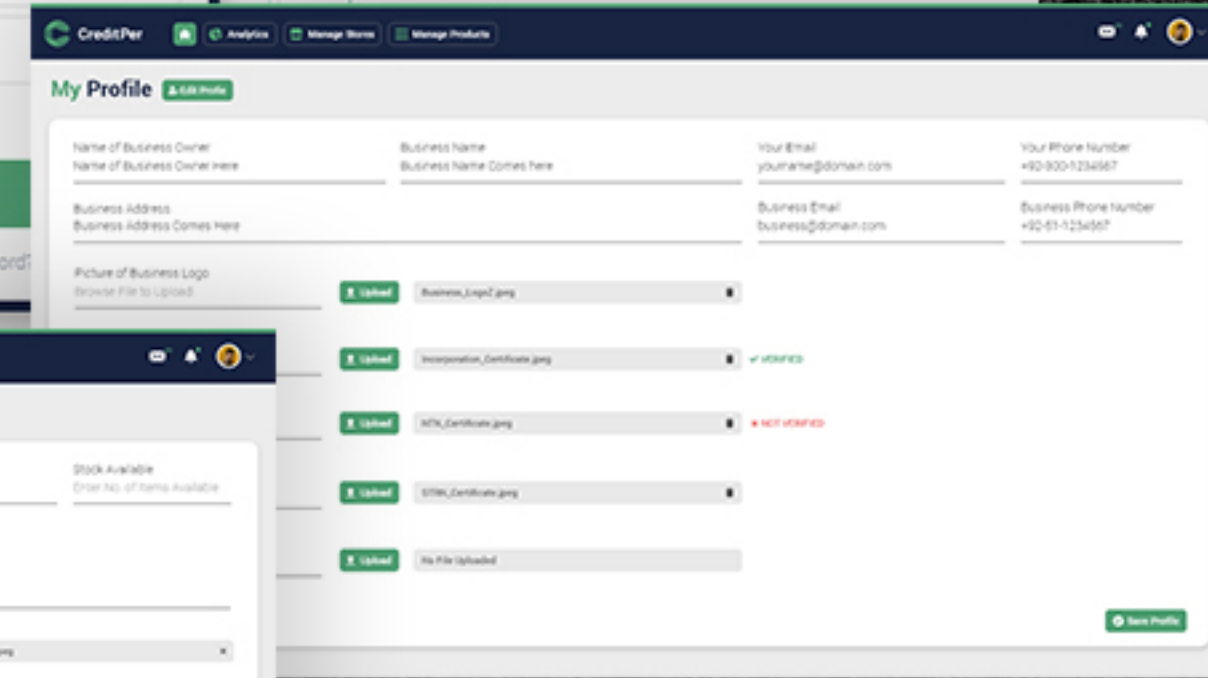 CreditPer
Analytics
Manage Stores
Manage Products
My Profile
Edit Profile
Name of Business Owner
Name of Business Owner Here
Business Name
Business Name Comes here
Your Email
yourname@domain.com
Your Phone Number
+92-300-1234567
Business Address
Business Address Comes Here
Business Email
business@domain.com
Business Phone Number
+92-51-1234567
Picture of Business Logo
Browse File to Upload
Upload
Business_Logo2.jpeg
Upload
Incorporation_Certificate.jpeg
VERIFIED
Upload
NTN_Certificate.jpeg
NOT VERIFIED
Upload
STRN_Certificate.jpeg
Upload
No File Uploaded
Save Profile
ord?
Stock Available
Enter No. of Items Available